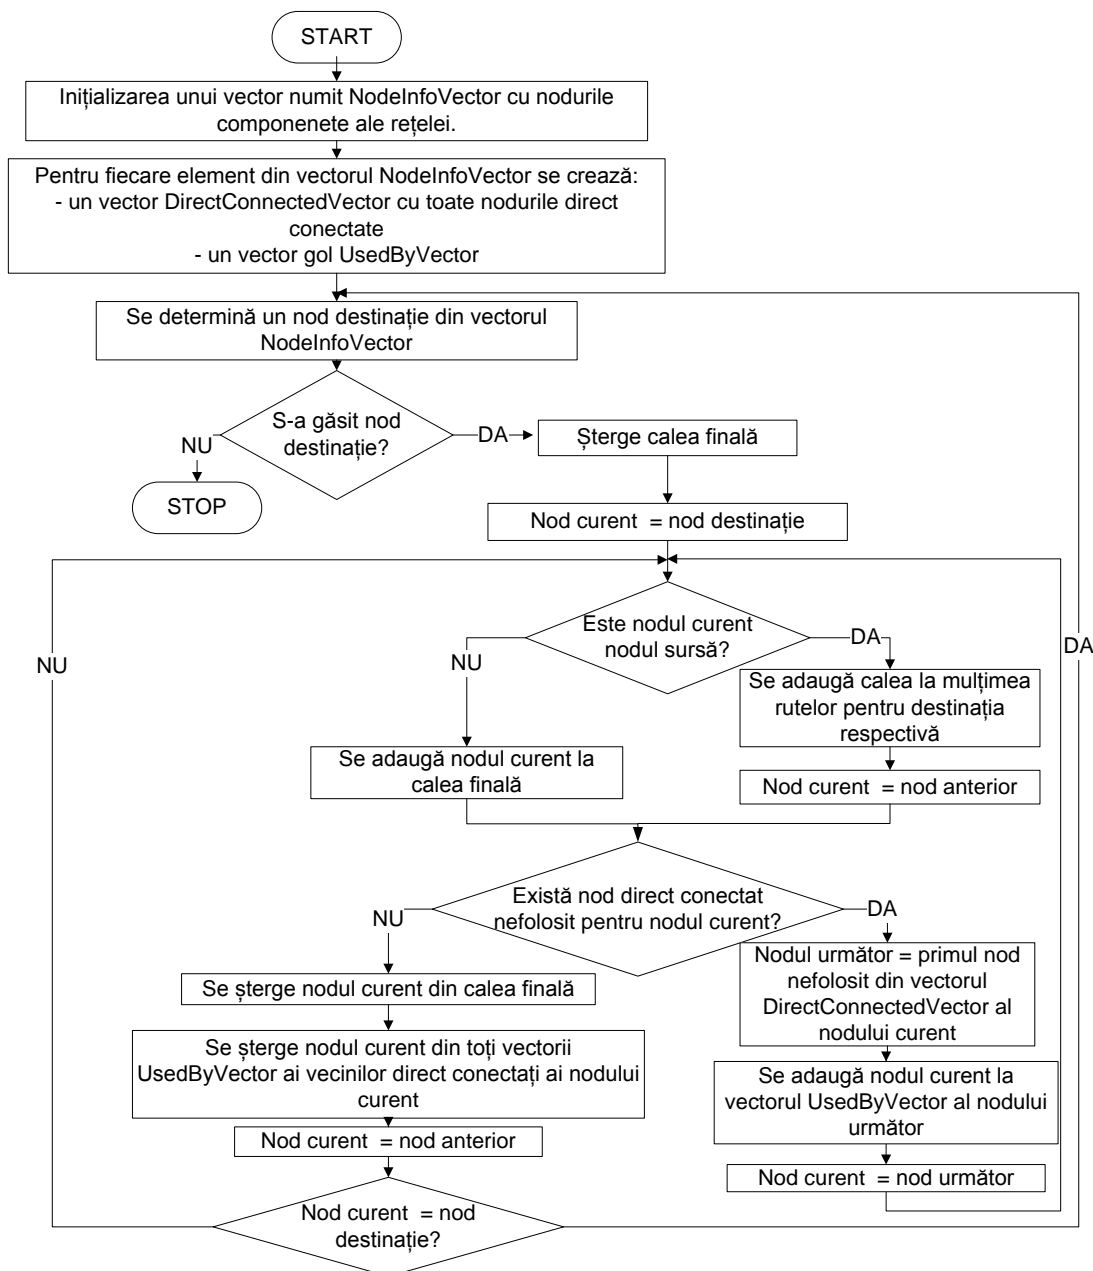 START
Inițializarea unui vector numit NodeInfoVector cu nodurile
componenete ale rețelei.
Pentru fiecare element din vectorul NodeInfoVector se crează:
- un vector DirectConnectedVector cu toate nodurile direct
conectate
- un vector gol UsedByVector
Se determină un nod destinație din vectorul
NodeInfoVector
S-a găsit nod
destinație?
NU
DA
STOP
Șterge calea finală
Nod curent = nod destinație
Este nodul curent
nodul sursă?
NU
DA
NU
DA
Se adaugă calea la mulțimea
rutelor pentru destinația
respectivă
Se adaugă nodul curent la
calea finală
Nod curent = nod anterior
Există nod direct conectat
nefolosit pentru nodul curent?
NU
DA
Nodul următor = primul nod
nefolosit din vectorul
DirectConnectedVector al
nodului curent
Se șterge nodul curent din calea finală
Se șterge nodul curent din toți vectorii
UsedByVector ai vecinilor direct conectați ai nodului
curent
Se adaugă nodul curent la
vectorul UsedByVector al nodului
următor
Nod curent = nod anterior
Nod curent = nod următor
Nod curent = nod
destinație?